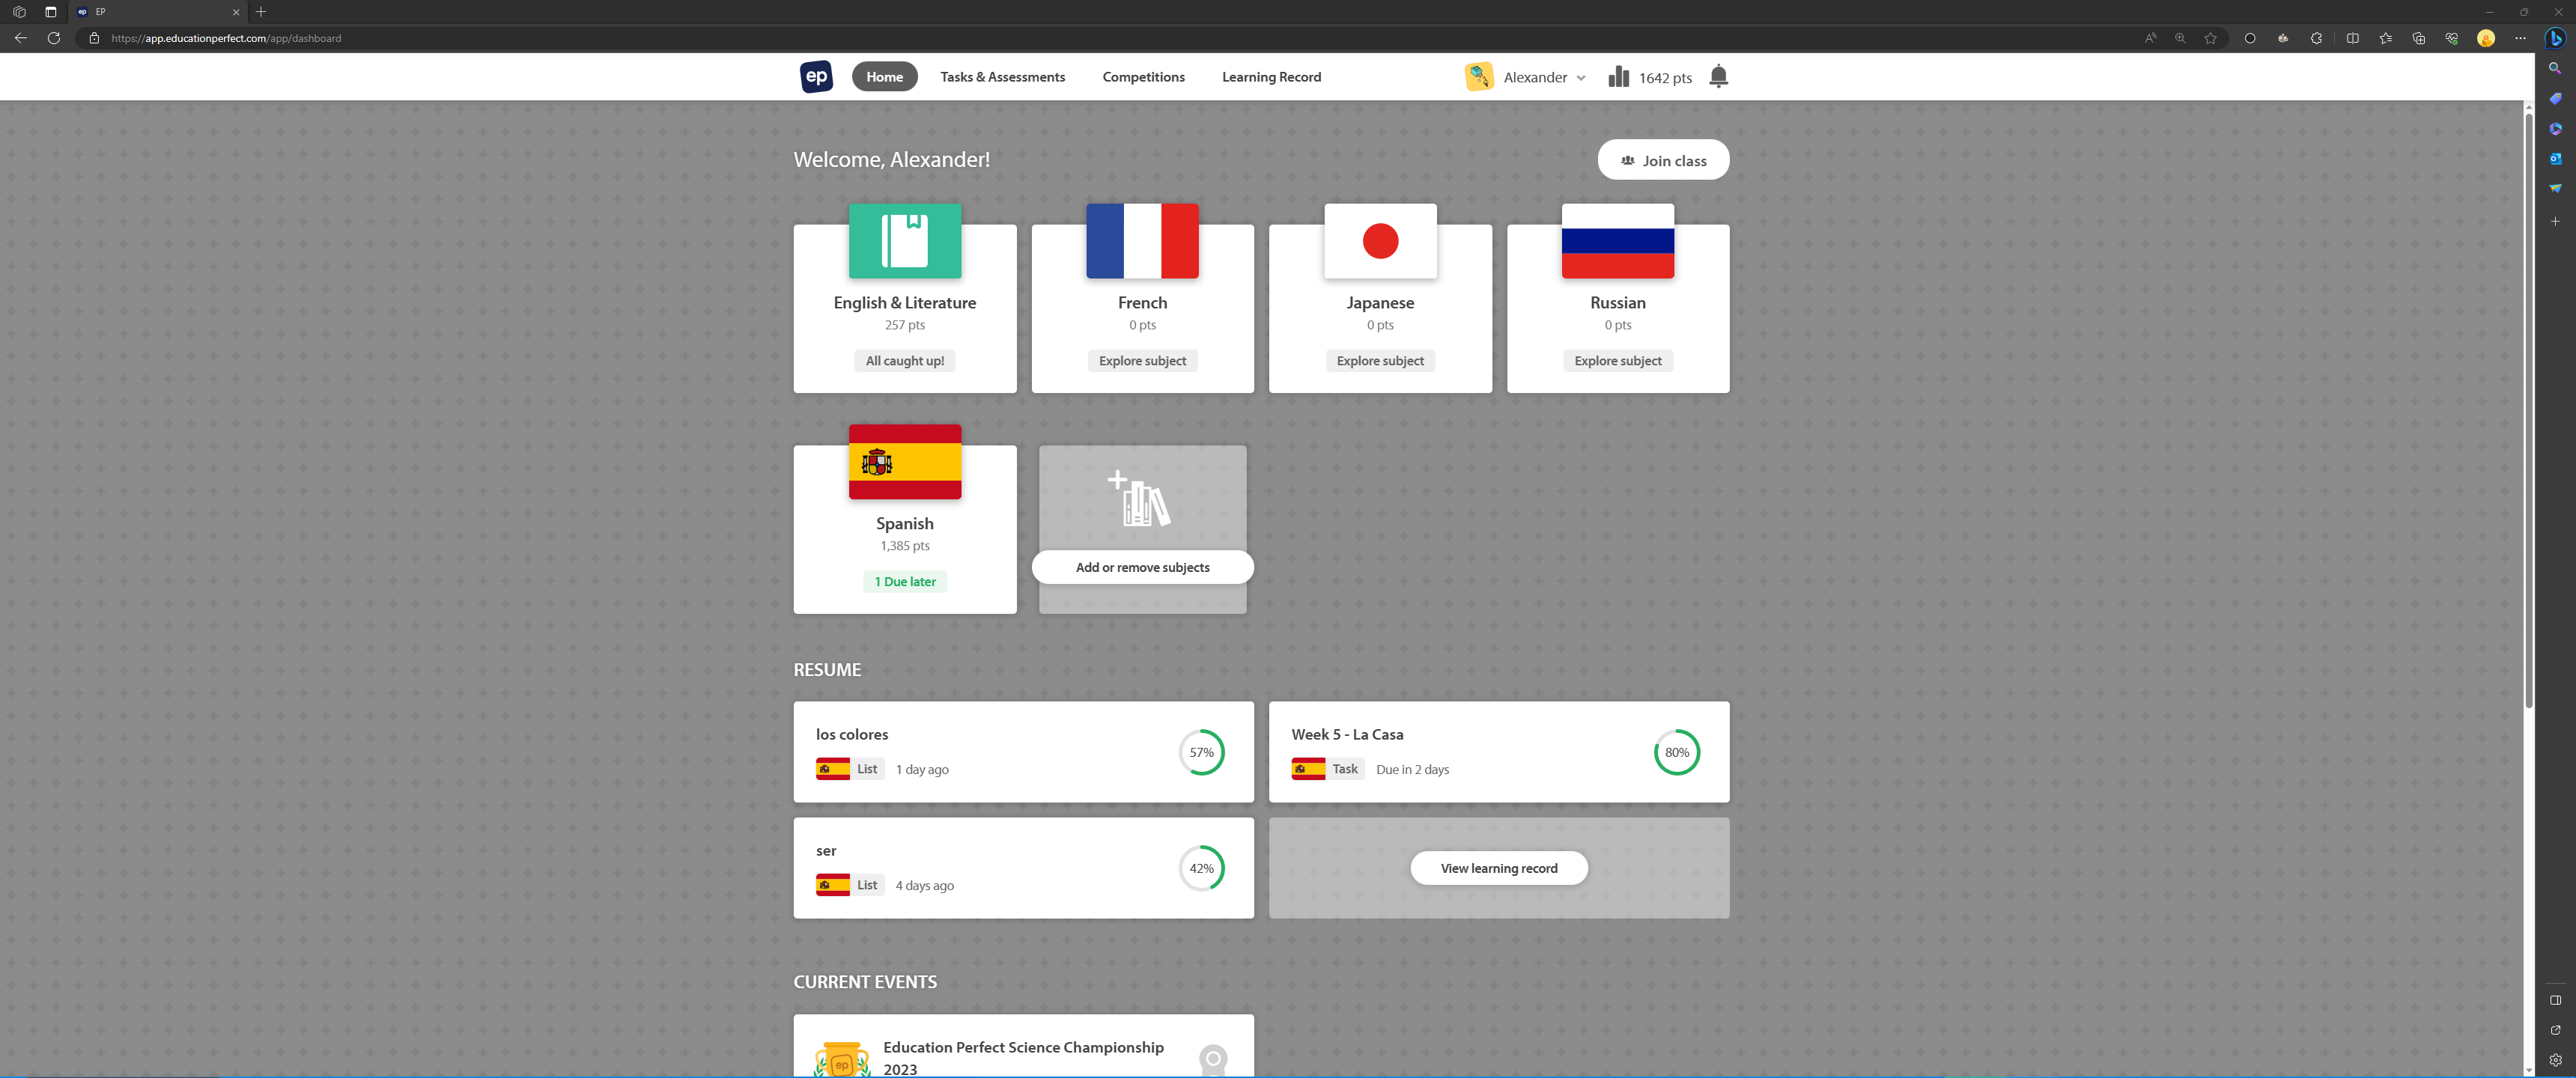 EP
https://app.educationperfect.com/app/dashboard
ep
Home
Tasks & Assessments
Competitions
Learning Record
Alexander
1642 pts
Welcome, Alexander!
Join class
English & Literature
257 pts
All caught up!
French
0 pts
Explore subject
Japanese
0 pts
Explore subject
Russian
0 pts
Explore subject
Spanish
1,385 pts
1 Due later
Add or remove subjects
RESUME
los colores
List
1 day ago
57%
Week 5 - La Casa
Task
Due in 2 days
80%
ser
List
4 days ago
42%
View learning record
CURRENT EVENTS
Education Perfect Science Championship
2023
ep